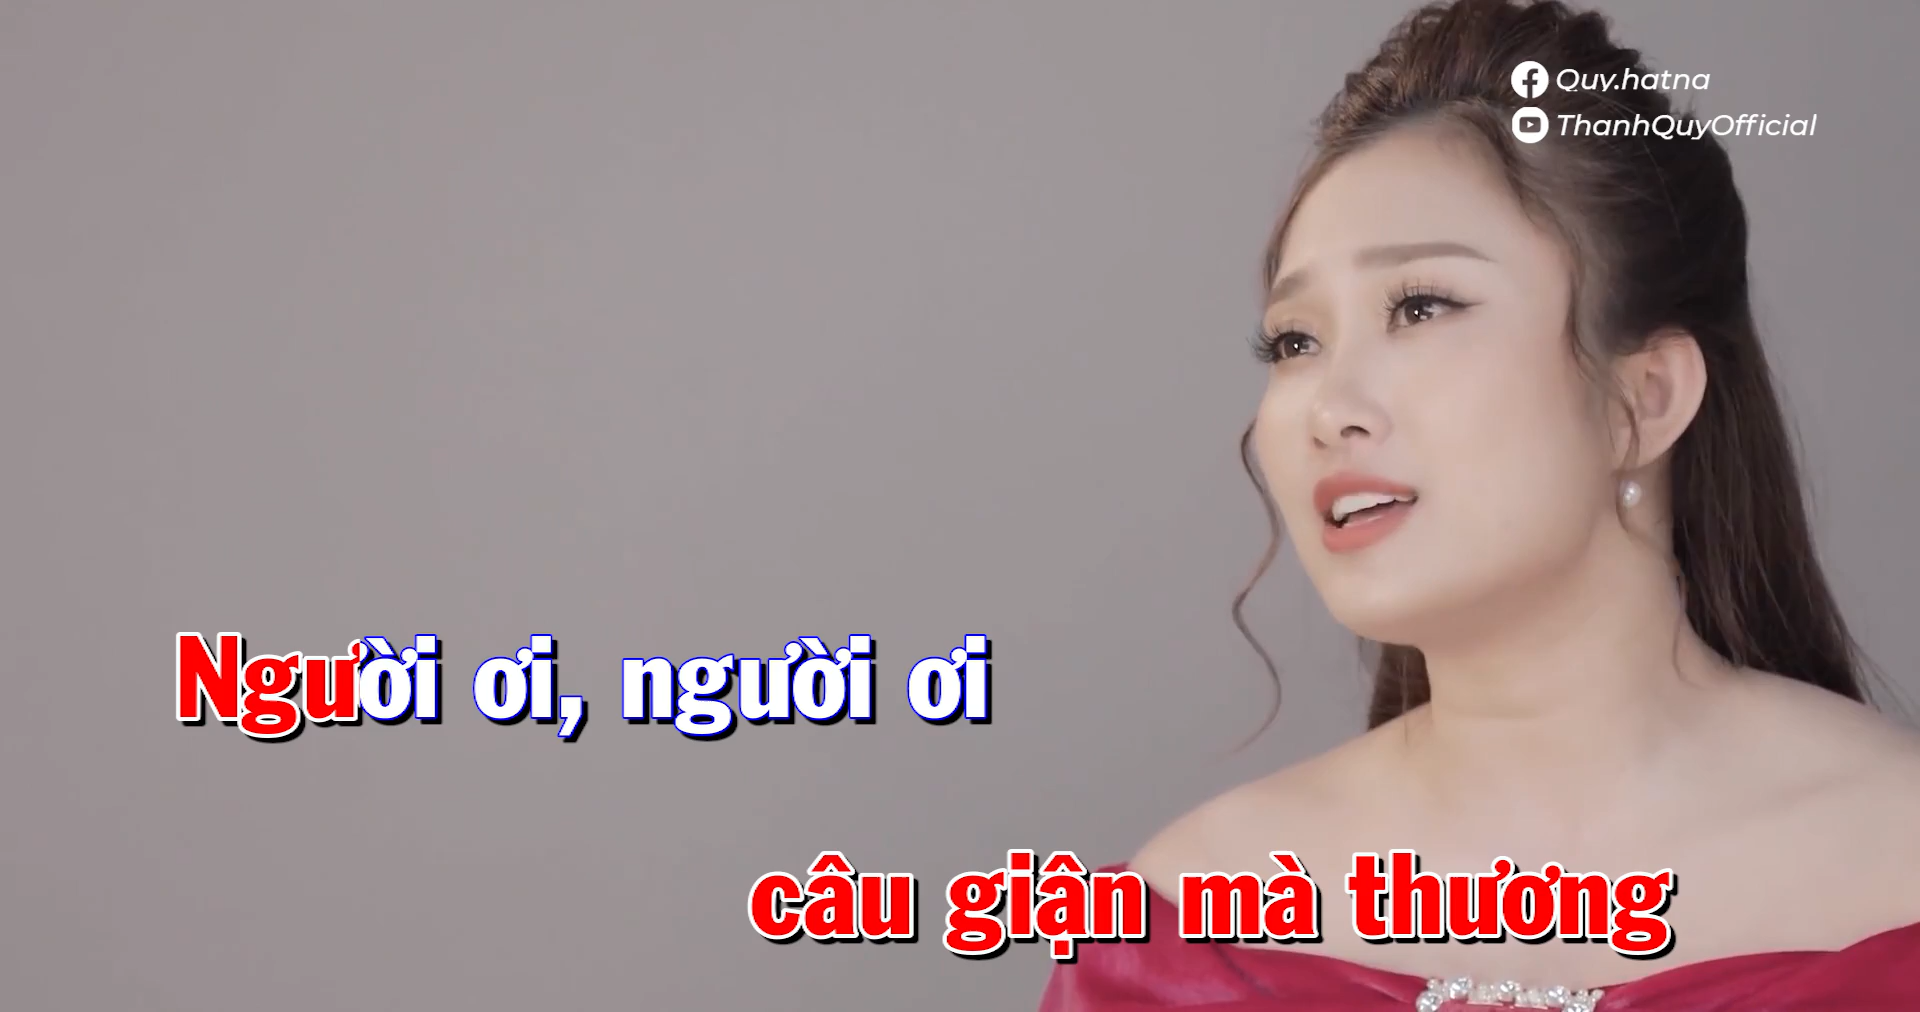 Quy.hatna
ThanhQuyOfficial
Người ơi, người ơi
câu giận mà thương